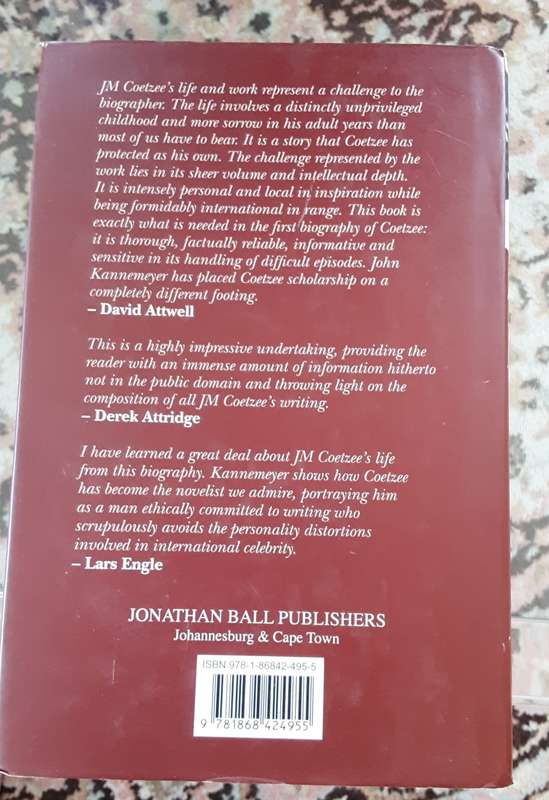 JM Coetzee's life and work represent a challenge to the
biographer. The life involves a distinctly unprivileged
childhood and more sorrow in his adult years than
most of us have to bear. It is a story that Coetzee has
protected as his own. The challenge represented by the
work lies in its sheer volume and intellectual depth.
It is intensely personal and local in inspiration while
being formidably international in range. This book is
exactly what is needed in the first biography of Coetzee:
it is thorough, factually reliable, informative and
sensitive in its handling of difficult episodes. John
Kannemeyer has placed Coetzee scholarship on a
completely different footing.
– David Attwell
This is a highly impressive undertaking, providing the
reader with an immense amount of information hitherto
not in the public domain and throwing light on the
composition of all JM Coetzee's writing.
– Derek Attridge
I have learned a great deal about JM Coetzee's life
from this biography. Kannemeyer shows how Coetzee
has become the novelist we admire, portraying him
as a man ethically committed to writing who
scrupulously avoids the personality distortions
involved in international celebrity.
– Lars Engle
JONATHAN BALL PUBLISHERS
Johannesburg & Cape Town
ISBN 978-1-86842-495-5
9 781868 424955